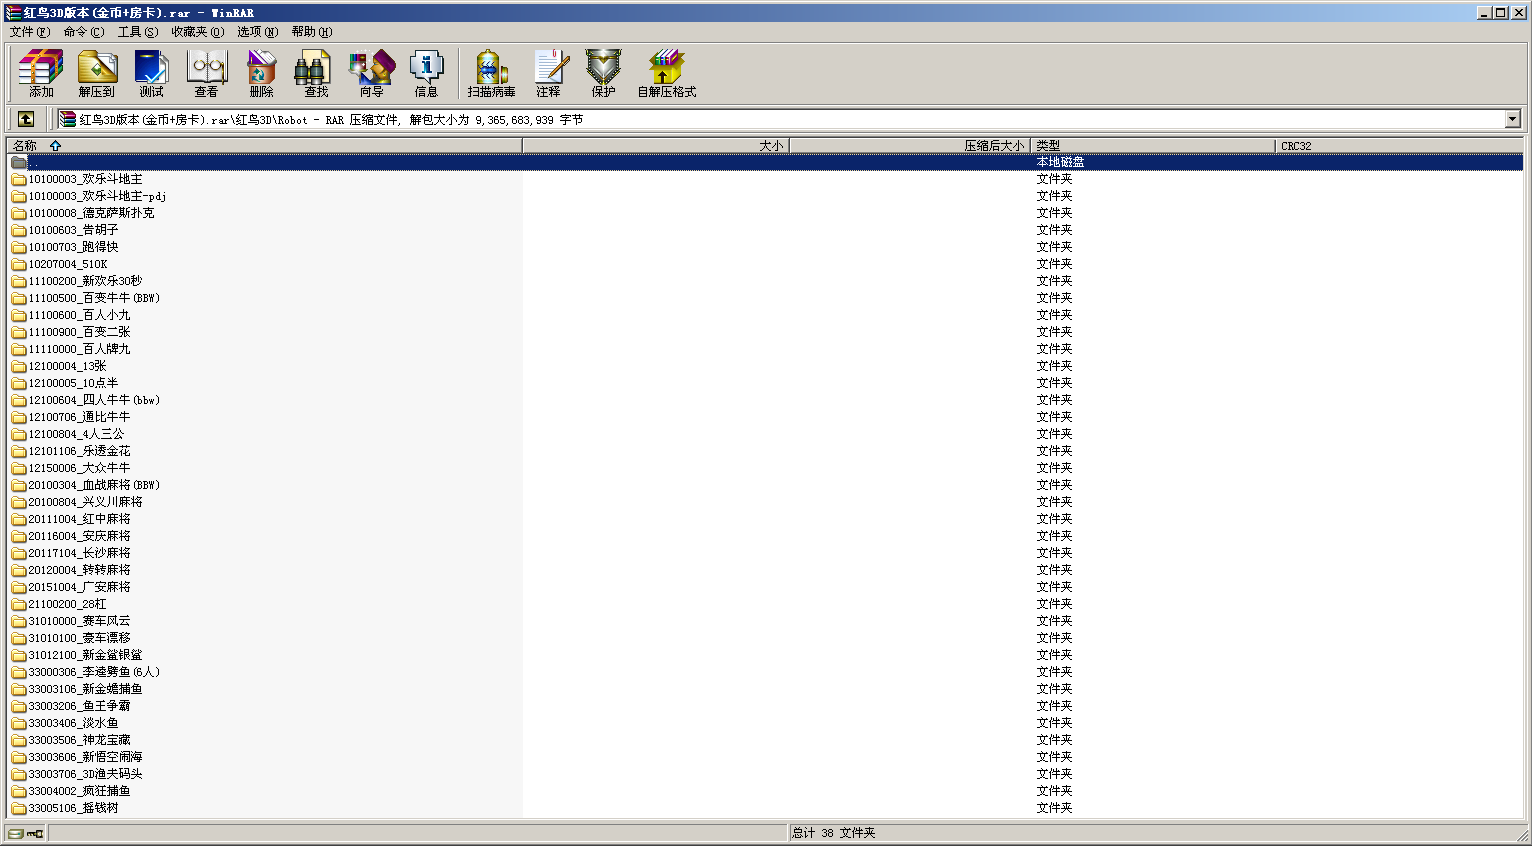 红鸟3D版本(金币+房卡).rar - WinRAR
文件(F) 命令(C) 工具(S) 收藏夹(O) 选项(N) 帮助(H)
添加 解压到 测试 查看 删除 查找 向导 信息 扫描病毒 注释 保护 自解压格式
红鸟3D版本(金币+房卡).rar\红鸟3D\Robot - RAR 压缩文件, 解包大小为 9,365,683,939 字节
名称 大小 压缩后大小 类型 CRC32
.. 本地磁盘
10100003_欢乐斗地主 文件夹
10100003_欢乐斗地主-pdj 文件夹
10100008_德克萨斯扑克 文件夹
10100603_告胡子 文件夹
10100703_跑得快 文件夹
10207004_510K 文件夹
11100200_新欢乐30秒 文件夹
11100500_百变牛牛(BBW) 文件夹
11100600_百人小九 文件夹
11100900_百变二张 文件夹
11110000_百人牌九 文件夹
12100004_13张 文件夹
12100005_10点半 文件夹
12100604_四人牛牛(bbw) 文件夹
12100706_通比牛牛 文件夹
12100804_4人三公 文件夹
12101106_乐透金花 文件夹
12150006_大众牛牛 文件夹
20100304_血战麻将(BBW) 文件夹
20100804_兴义川麻将 文件夹
20111004_红中麻将 文件夹
20116004_安庆麻将 文件夹
20117104_长沙麻将 文件夹
20120004_转转麻将 文件夹
20151004_广安麻将 文件夹
21100200_28杠 文件夹
31010000_赛车风云 文件夹
31010100_豪车漂移 文件夹
31012100_新金鲨银鲨 文件夹
33000306_李逵劈鱼(6人) 文件夹
33003106_新金蟾捕鱼 文件夹
33003206_鱼王争霸 文件夹
33003406_淡水鱼 文件夹
33003506_神龙宝藏 文件夹
33003606_新悟空闹海 文件夹
33003706_3D渔夫码头 文件夹
33004002_疯狂捕鱼 文件夹
33005106_摇钱树 文件夹
总计 38 文件夹